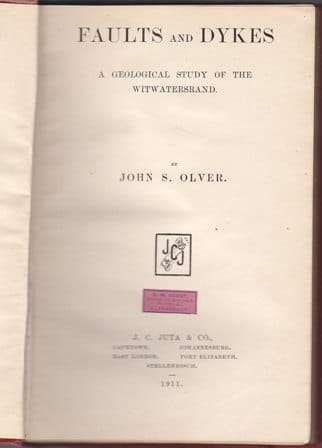 FAULTS AND DYKES
A GEOLOGICAL STUDY OF THE
WITWATERSRAND.
BY
JOHN S. OLVER.
JCJ
J. C. JUTA & CO.,
CAPETOWN. JOHANNESBURG.
EAST LONDON. PORT ELIZABETH.
STELLENBOSCH.
1911.